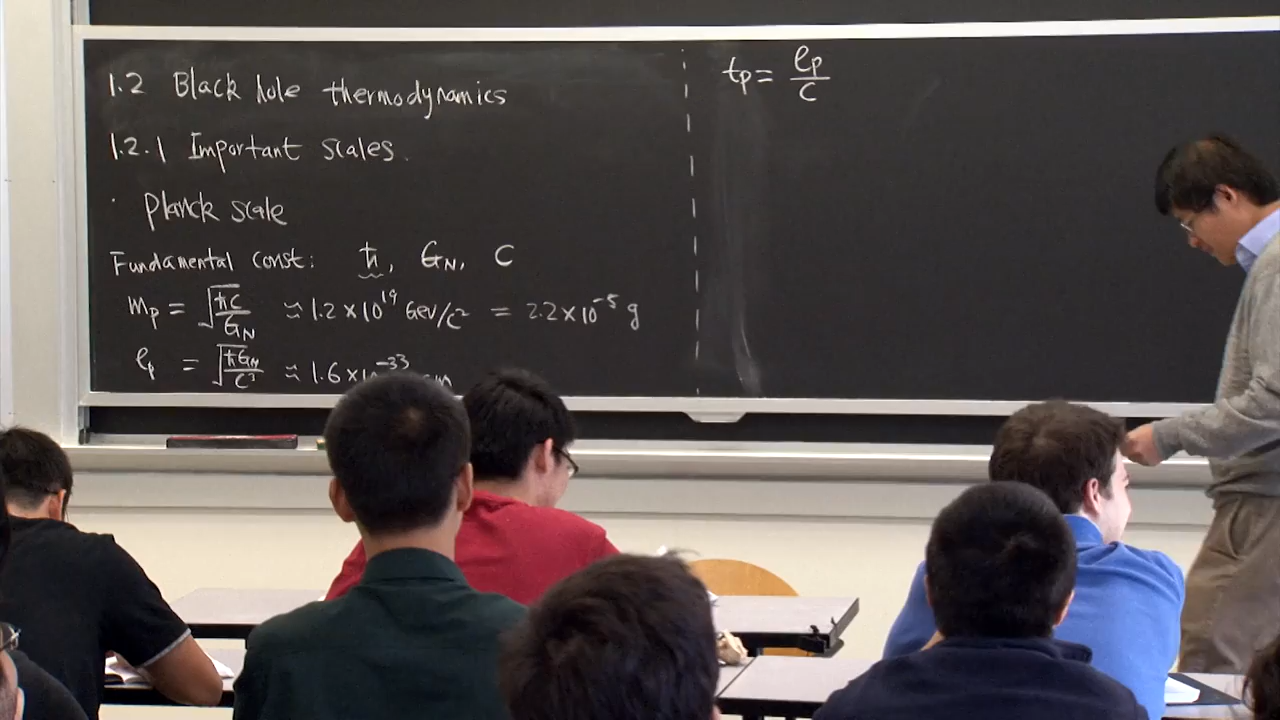 1.2 Black hole thermodynamics
1.2.1 Important scales.
· Planck scale
Fundamental const: ħ, G_N, C
m_p = √(ħc/G_N) ≈ 1.2 × 10^19 GeV/c² = 2.2 × 10^-5 g
l_p = √(ħG_N/c³) ≈ 1.6 × 10^-33 cm
t_p = l_p/c